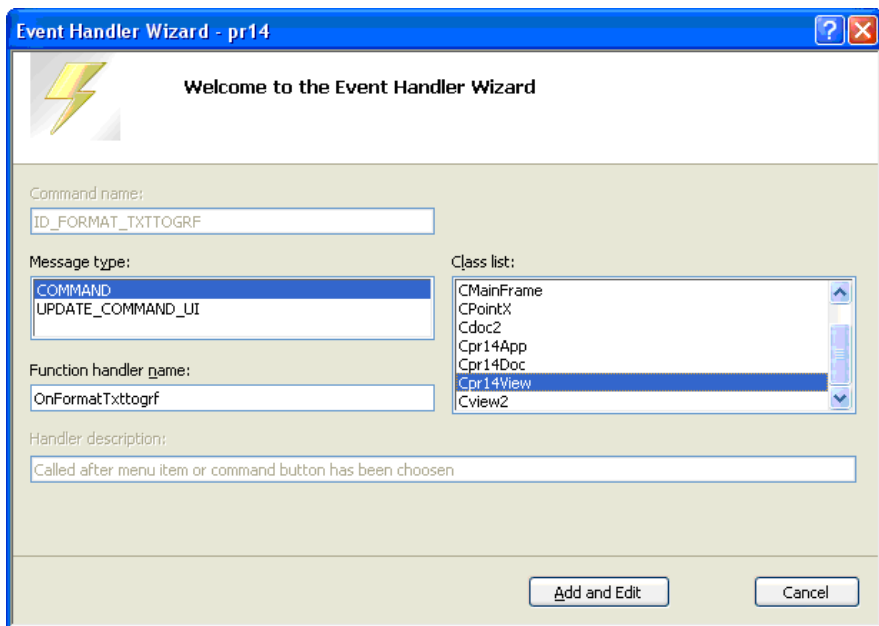 Event Handler Wizard - pr14
Welcome to the Event Handler Wizard
Command name:
ID_FORMAT_TXTTOGRF
Message type:
COMMAND
UPDATE_COMMAND_UI
Class list:
CMainFrame
CPointX
Cdoc2
Cpr14App
Cpr14Doc
Cpr14View
Cview2
Function handler name:
OnFormatTxttogrf
Handler description:
Called after menu item or command button has been choosen
Add and Edit
Cancel